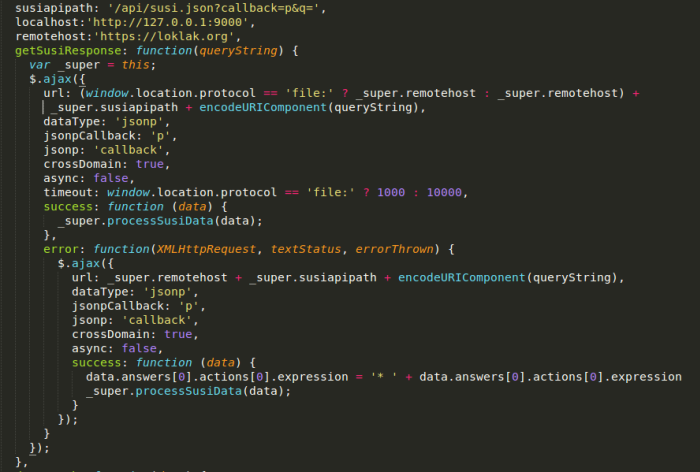 susiapipath: '/api/susi.json?callback=p&q=',
localhost:'http://127.0.0.1:9000',
remotehost:'https://loklak.org',
getSusiResponse: function(queryString) {
var _super = this;
$.ajax({
url: (window.location.protocol == 'file:' ? _super.remotehost : _super.remotehost) +
_super.susiapipath + encodeURIComponent(queryString),
dataType: 'jsonp',
jsonpCallback: 'p',
jsonp: 'callback',
crossDomain: true,
async: false,
timeout: window.location.protocol == 'file:' ? 1000 : 10000,
success: function (data) {
_super.processSusiData(data);
},
error: function(XMLHttpRequest, textStatus, errorThrown) {
$.ajax({
url: _super.remotehost + _super.susiapipath + encodeURIComponent(queryString),
dataType: 'jsonp',
jsonpCallback: 'p',
jsonp: 'callback',
crossDomain: true,
async: false,
success: function (data) {
data.answers[0].actions[0].expression = '* ' + data.answers[0].actions[0].expression
_super.processSusiData(data);
}
});
}
});
},